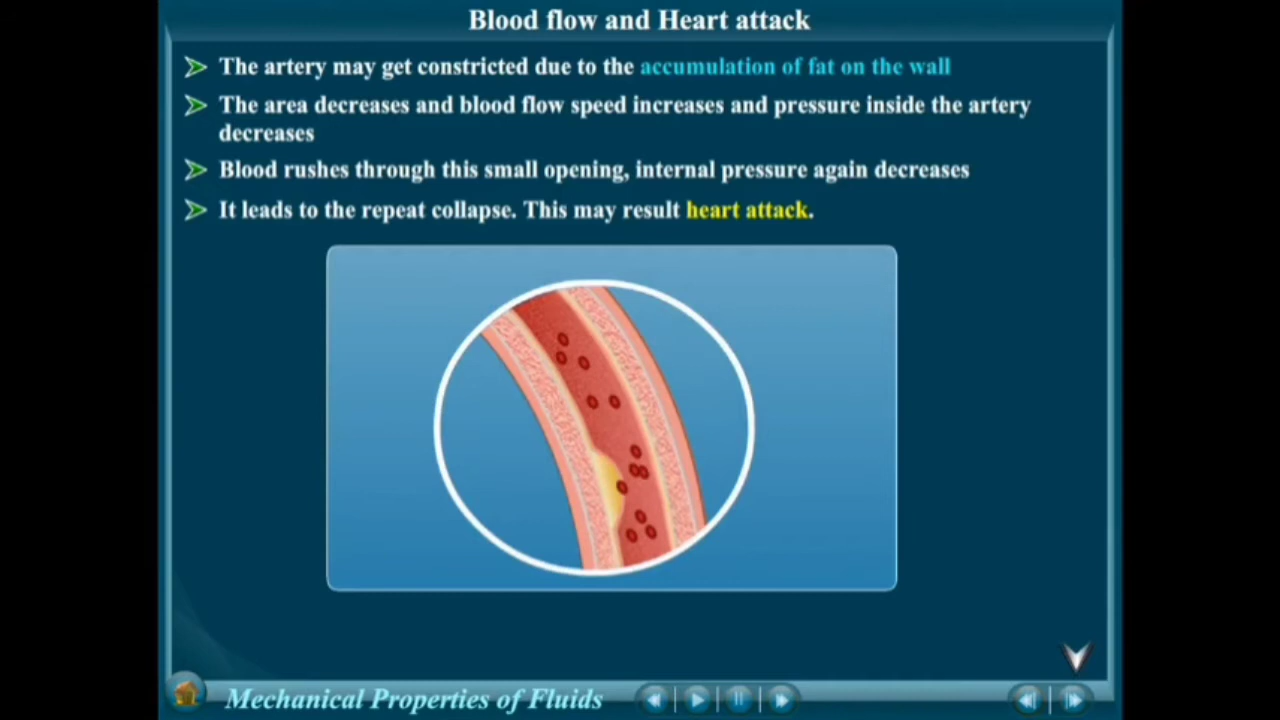 Blood flow and Heart attack
The artery may get constricted due to the accumulation of fat on the wall
The area decreases and blood flow speed increases and pressure inside the artery
decreases
Blood rushes through this small opening, internal pressure again decreases
It leads to the repeat collapse. This may result heart attack.
Mechanical Properties of Fluids